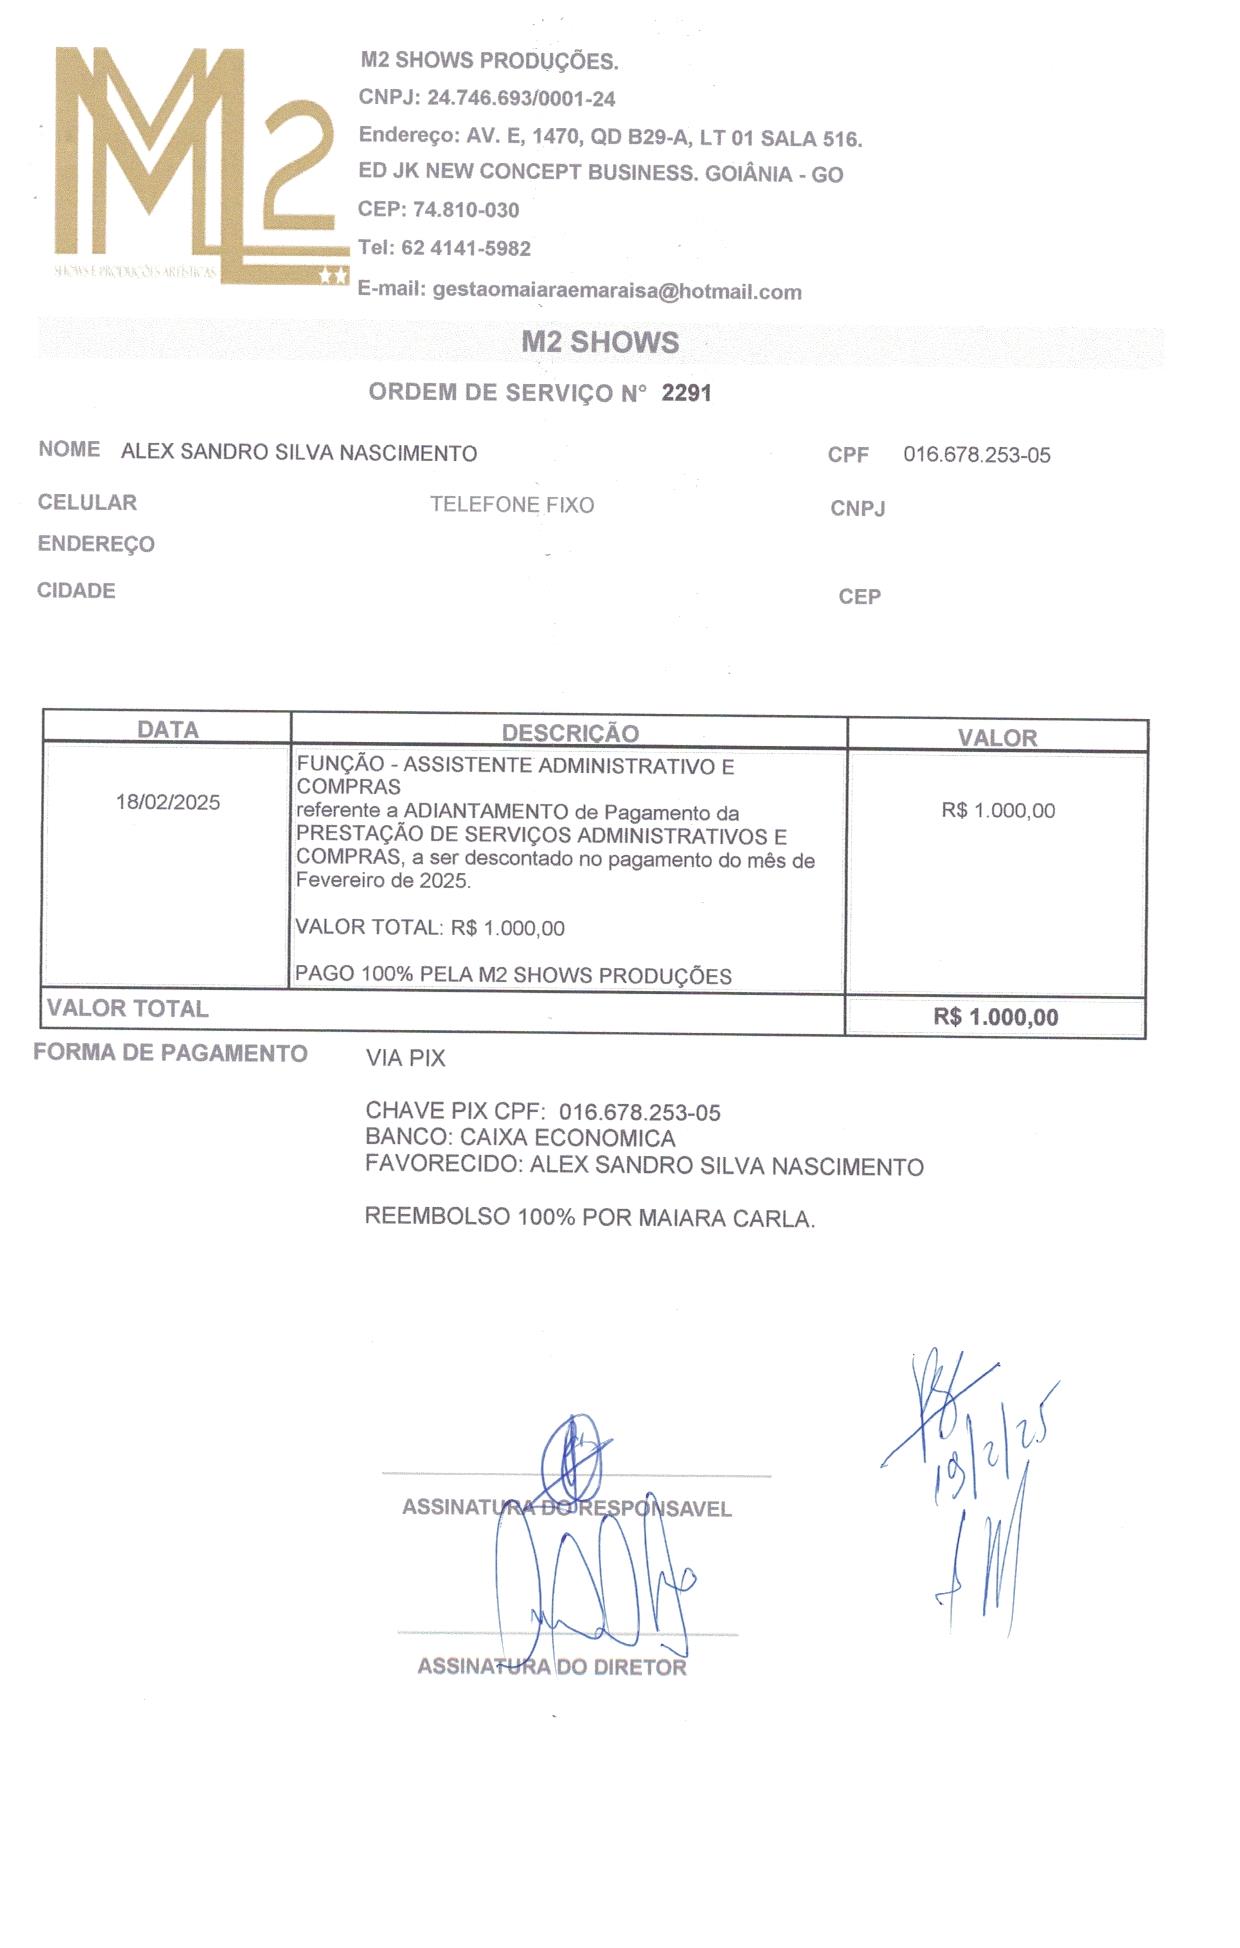 M2
SHOWS E PRODUÇÕES ARTÍSTICAS
M2 SHOWS PRODUÇÕES.
CNPJ: 24.746.693/0001-24
Endereço: AV. E, 1470, QD B29-A, LT 01 SALA 516.
ED JK NEW CONCEPT BUSINESS. GOIÂNIA - GO
CEP: 74.810-030
Tel: 62 4141-5982
E-mail: gestaomaiaraemaraisa@hotmail.com
M2 SHOWS
ORDEM DE SERVIÇO N° 2291
NOME ALEX SANDRO SILVA NASCIMENTO CPF 016.678.253-05
CELULAR TELEFONE FIXO CNPJ
ENDEREÇO
CIDADE CEP
DATA DESCRIÇÃO VALOR
FUNÇÃO - ASSISTENTE ADMINISTRATIVO E
COMPRAS
18/02/2025 referente a ADIANTAMENTO de Pagamento da R$ 1.000,00
PRESTAÇÃO DE SERVIÇOS ADMINISTRATIVOS E
COMPRAS, a ser descontado no pagamento do mês de
Fevereiro de 2025.
VALOR TOTAL: R$ 1.000,00
PAGO 100% PELA M2 SHOWS PRODUÇÕES
VALOR TOTAL R$ 1.000,00
FORMA DE PAGAMENTO VIA PIX
CHAVE PIX CPF: 016.678.253-05
BANCO: CAIXA ECONOMICA
FAVORECIDO: ALEX SANDRO SILVA NASCIMENTO
REEMBOLSO 100% POR MAIARA CARLA.
19/2/25
ASSINATURA DO RESPONSAVEL
ASSINATURA DO DIRETOR